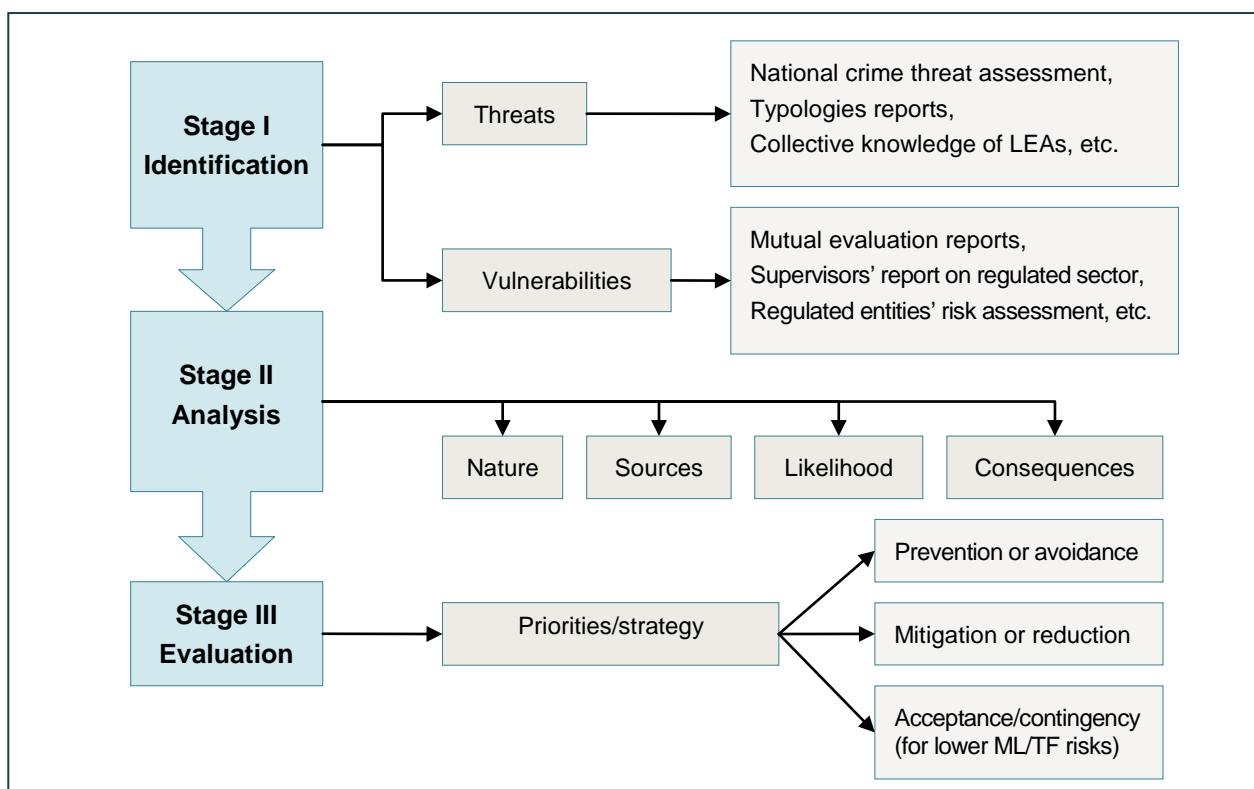 Stage I
Identification
Threats
National crime threat assessment,
Typologies reports,
Collective knowledge of LEAs, etc.
Vulnerabilities
Mutual evaluation reports,
Supervisors’ report on regulated sector,
Regulated entities’ risk assessment, etc.
Stage II
Analysis
Nature
Sources
Likelihood
Consequences
Stage III
Evaluation
Priorities/strategy
Prevention or avoidance
Mitigation or reduction
Acceptance/contingency
(for lower ML/TF risks)